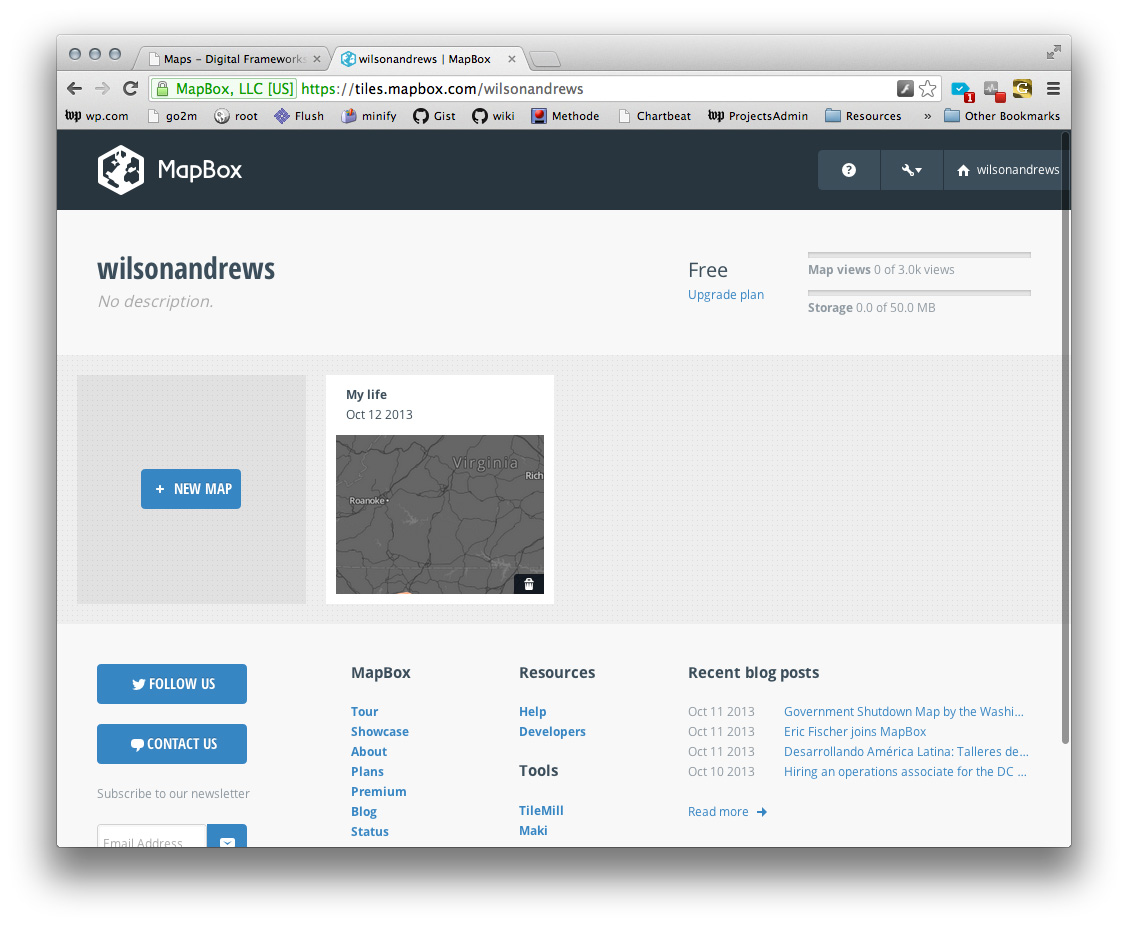 Maps – Digital Frameworks
wilsonandrews | MapBox
MapBox, LLC [US] https://tiles.mapbox.com/wilsonandrews
1
wp wp.com go2m root Flush minify Gist wiki Methode Chartbeat wp ProjectsAdmin Resources » Other Bookmarks
MapBox
? wilsonandrews
wilsonandrews
No description.
Free
Upgrade plan
Map views 0 of 3.0k views
Storage 0.0 of 50.0 MB
+ NEW MAP
My life
Oct 12 2013
Virginia
Rich
Roanoke
FOLLOW US
CONTACT US
Subscribe to our newsletter
Email Address
MapBox
Tour
Showcase
About
Plans
Premium
Blog
Status
Resources
Help
Developers
Tools
TileMill
Maki
Recent blog posts
Oct 11 2013 Government Shutdown Map by the Washi...
Oct 11 2013 Eric Fischer joins MapBox
Oct 11 2013 Desarrollando América Latina: Talleres de...
Oct 10 2013 Hiring an operations associate for the DC ...
Read more